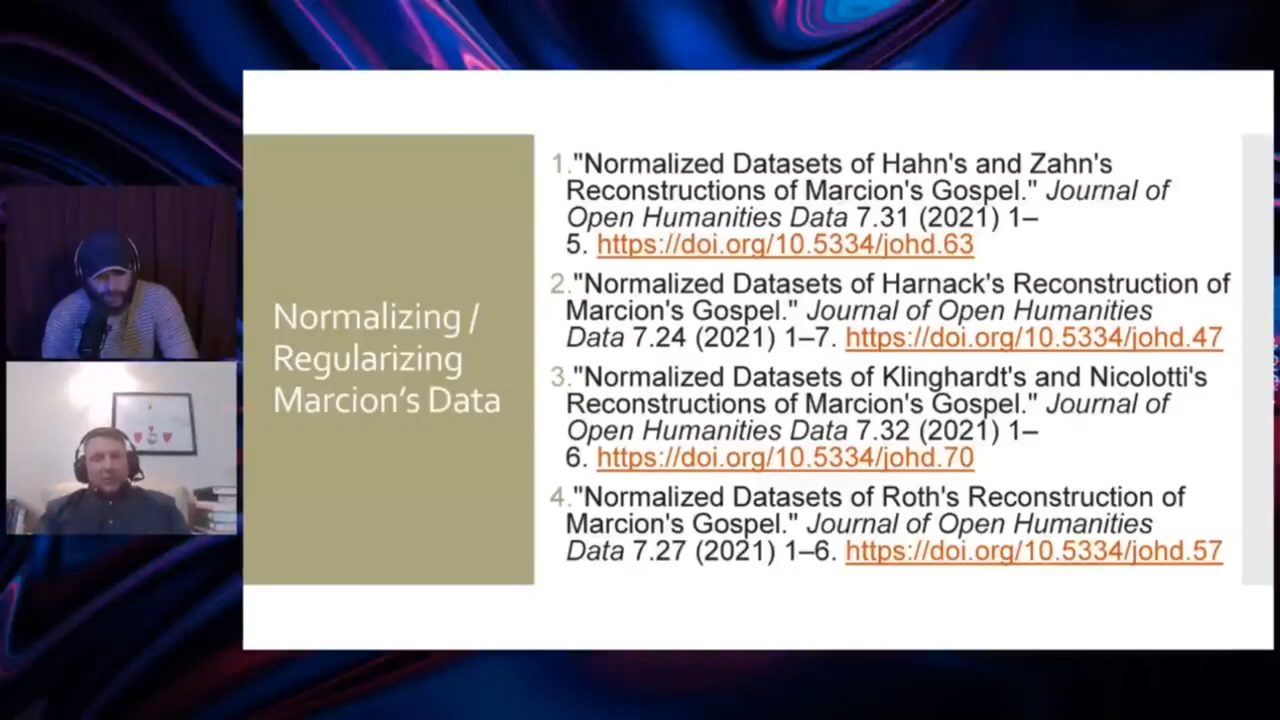 Normalizing /
Regularizing
Marcion's Data
1."Normalized Datasets of Hahn's and Zahn's
Reconstructions of Marcion's Gospel." Journal of
Open Humanities Data 7.31 (2021) 1–
5. https://doi.org/10.5334/johd.63
2."Normalized Datasets of Harnack's Reconstruction of
Marcion's Gospel." Journal of Open Humanities
Data 7.24 (2021) 1–7. https://doi.org/10.5334/johd.47
3."Normalized Datasets of Klinghardt's and Nicolotti's
Reconstructions of Marcion's Gospel." Journal of
Open Humanities Data 7.32 (2021) 1–
6. https://doi.org/10.5334/johd.70
4."Normalized Datasets of Roth's Reconstruction of
Marcion's Gospel." Journal of Open Humanities
Data 7.27 (2021) 1–6. https://doi.org/10.5334/johd.57